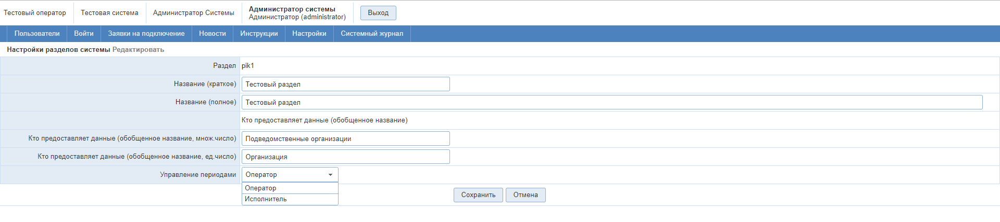 Тестовый оператор
Тестовая система
Администратор Системы
Администратор системы
Администратор (administrator)
Выход
Пользователи
Войти
Заявки на подключение
Новости
Инструкции
Настройки
Системный журнал
Настройки разделов системы Редактировать
Раздел pik1
Название (краткое) Тестовый раздел
Название (полное) Тестовый раздел
Кто предоставляет данные (обобщенное название)
Кто предоставляет данные (обобщенное название, множ.число) Подведомственные организации
Кто предоставляет данные (обобщенное название, ед.число) Организация
Управление периодами Оператор
Оператор
Исполнитель
Сохранить
Отмена